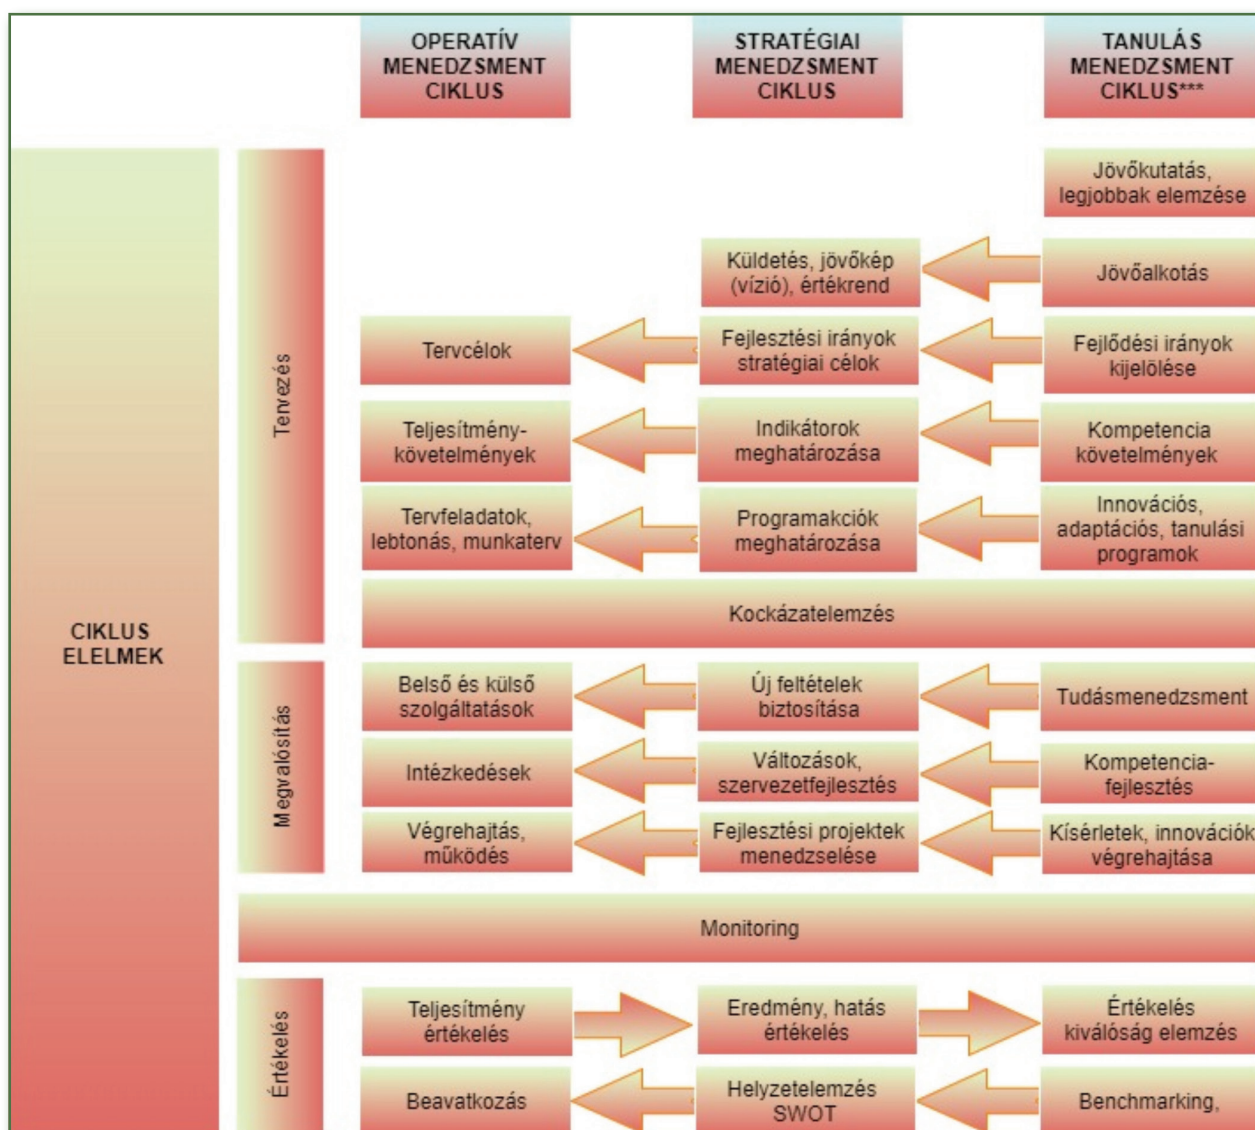 OPERATÍV
MENEDZSMENT
CIKLUS
STRATÉGIAI
MENEDZSMENT
CIKLUS
TANULÁS
MENEDZSMENT
CIKLUS***
CIKLUS
ELELMEK
Tervezés
Jövőkutatás,
legjobbak elemzése
Küldetés, jövőkép
(vízió), értékrend
Jövőalkotás
Tervcélok
Fejlesztési irányok
stratégiai célok
Fejlődési irányok
kijelölése
Teljesítmény-
követelmények
Indikátorok
meghatározása
Kompetencia
követelmények
Tervfeladatok,
lebtonás, munkaterv
Programakciók
meghatározása
Innovációs,
adaptációs, tanulási
programok
Kockázatelemzés
Megvalósítás
Belső és külső
szolgáltatások
Új feltételek
biztosítása
Tudásmenedzsment
Intézkedések
Változások,
szervezetfejlesztés
Kompetencia-
fejlesztés
Végrehajtás,
működés
Fejlesztési projektek
menedzselése
Kísérletek, innovációk
végrehajtása
Monitoring
Értékelés
Teljesítmény
értékelés
Eredmény, hatás
értékelés
Értékelés
kiválóság elemzés
Beavatkozás
Helyzetelemzés
SWOT
Benchmarking,